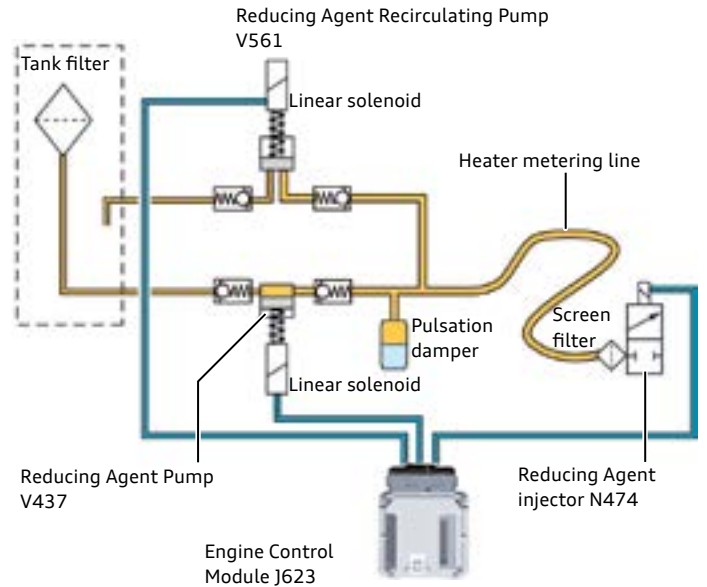 Reducing Agent Recirculating Pump
V561
Tank filter
Linear solenoid
Heater metering line
Pulsation
damper
Screen
filter
Linear solenoid
Reducing Agent Pump
V437
Reducing Agent
injector N474
Engine Control
Module J623